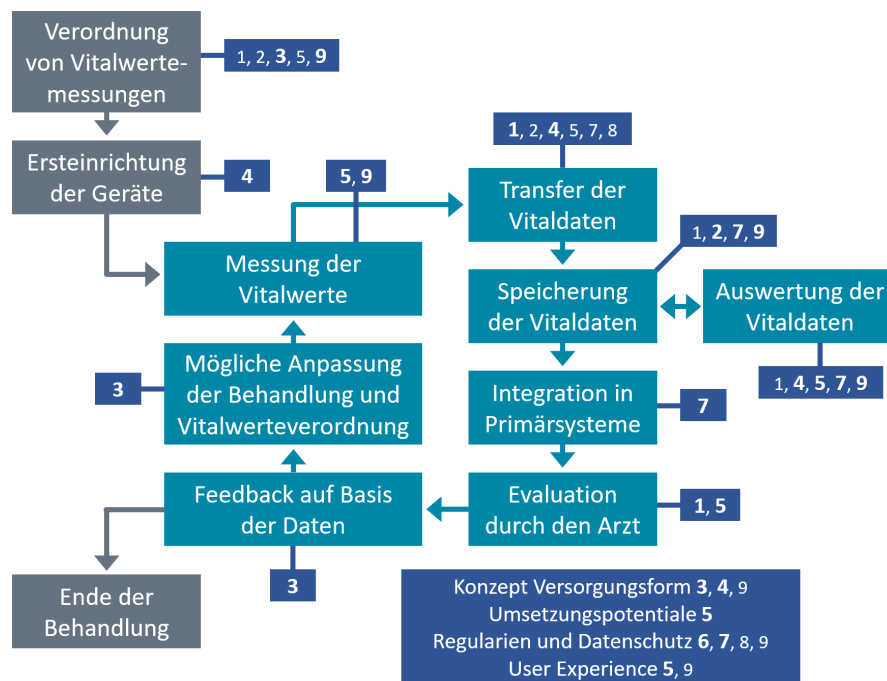 Verordnung
von Vitalwerte-
messungen
1, 2, 3, 5, 9
Ersteinrichtung
der Geräte
4
5, 9
Messung der
Vitalwerte
1, 2, 4, 5, 7, 8
Transfer der
Vitaldaten
1, 2, 7, 9
Speicherung
der Vitaldaten
Auswertung der
Vitaldaten
1, 4, 5, 7, 9
3
Mögliche Anpassung
der Behandlung und
Vitalwerteverordnung
Integration in
Primärsysteme
7
Feedback auf Basis
der Daten
3
Evaluation
durch den Arzt
1, 5
Ende der
Behandlung
Konzept Versorgungsform 3, 4, 9
Umsetzungspotentiale 5
Regularien und Datenschutz 6, 7, 8, 9
User Experience 5, 9